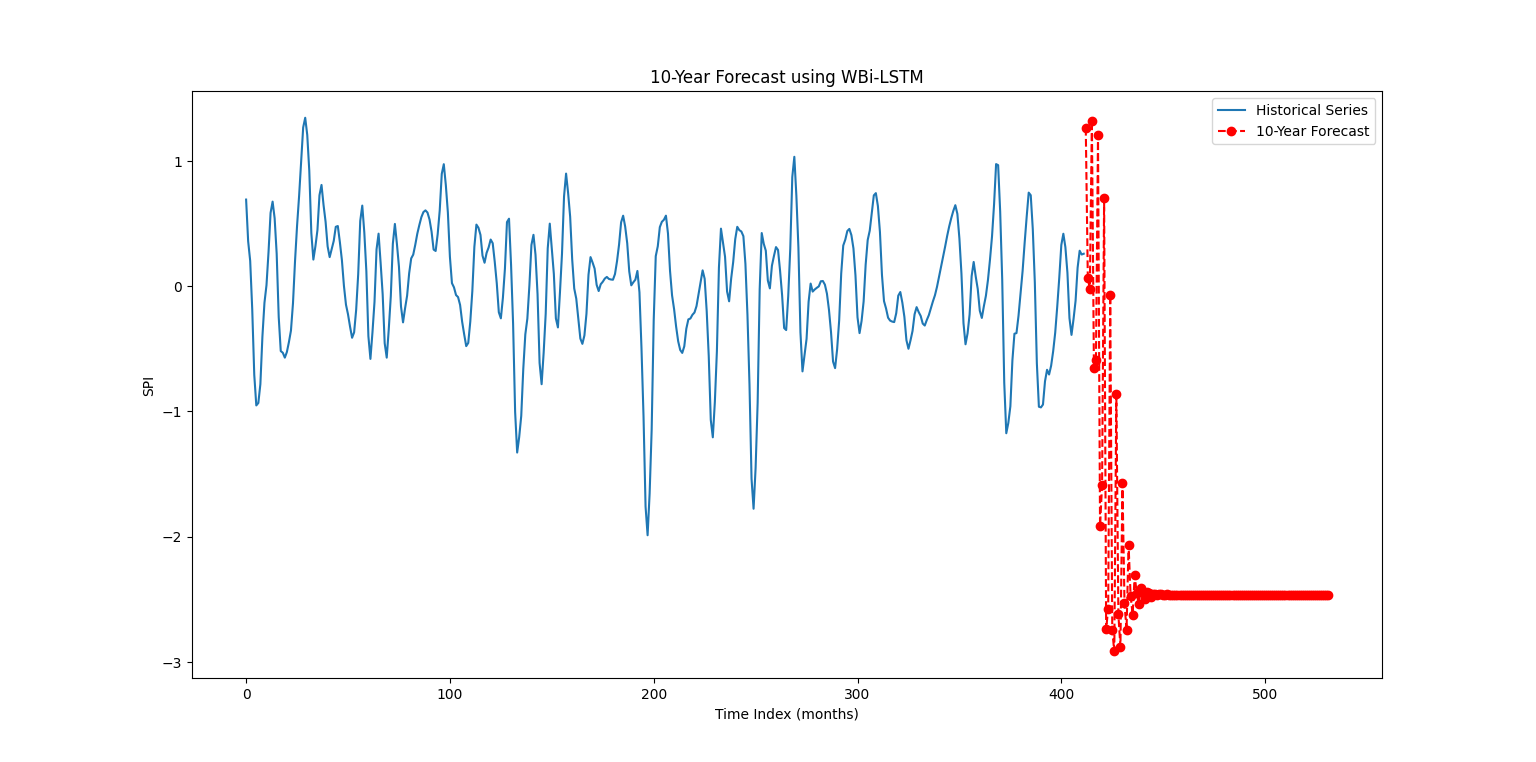 10-Year Forecast using WBi-LSTM
Historical Series
10-Year Forecast
1
0
−1
−2
−3
SPI
0 100 200 300 400 500
Time Index (months)